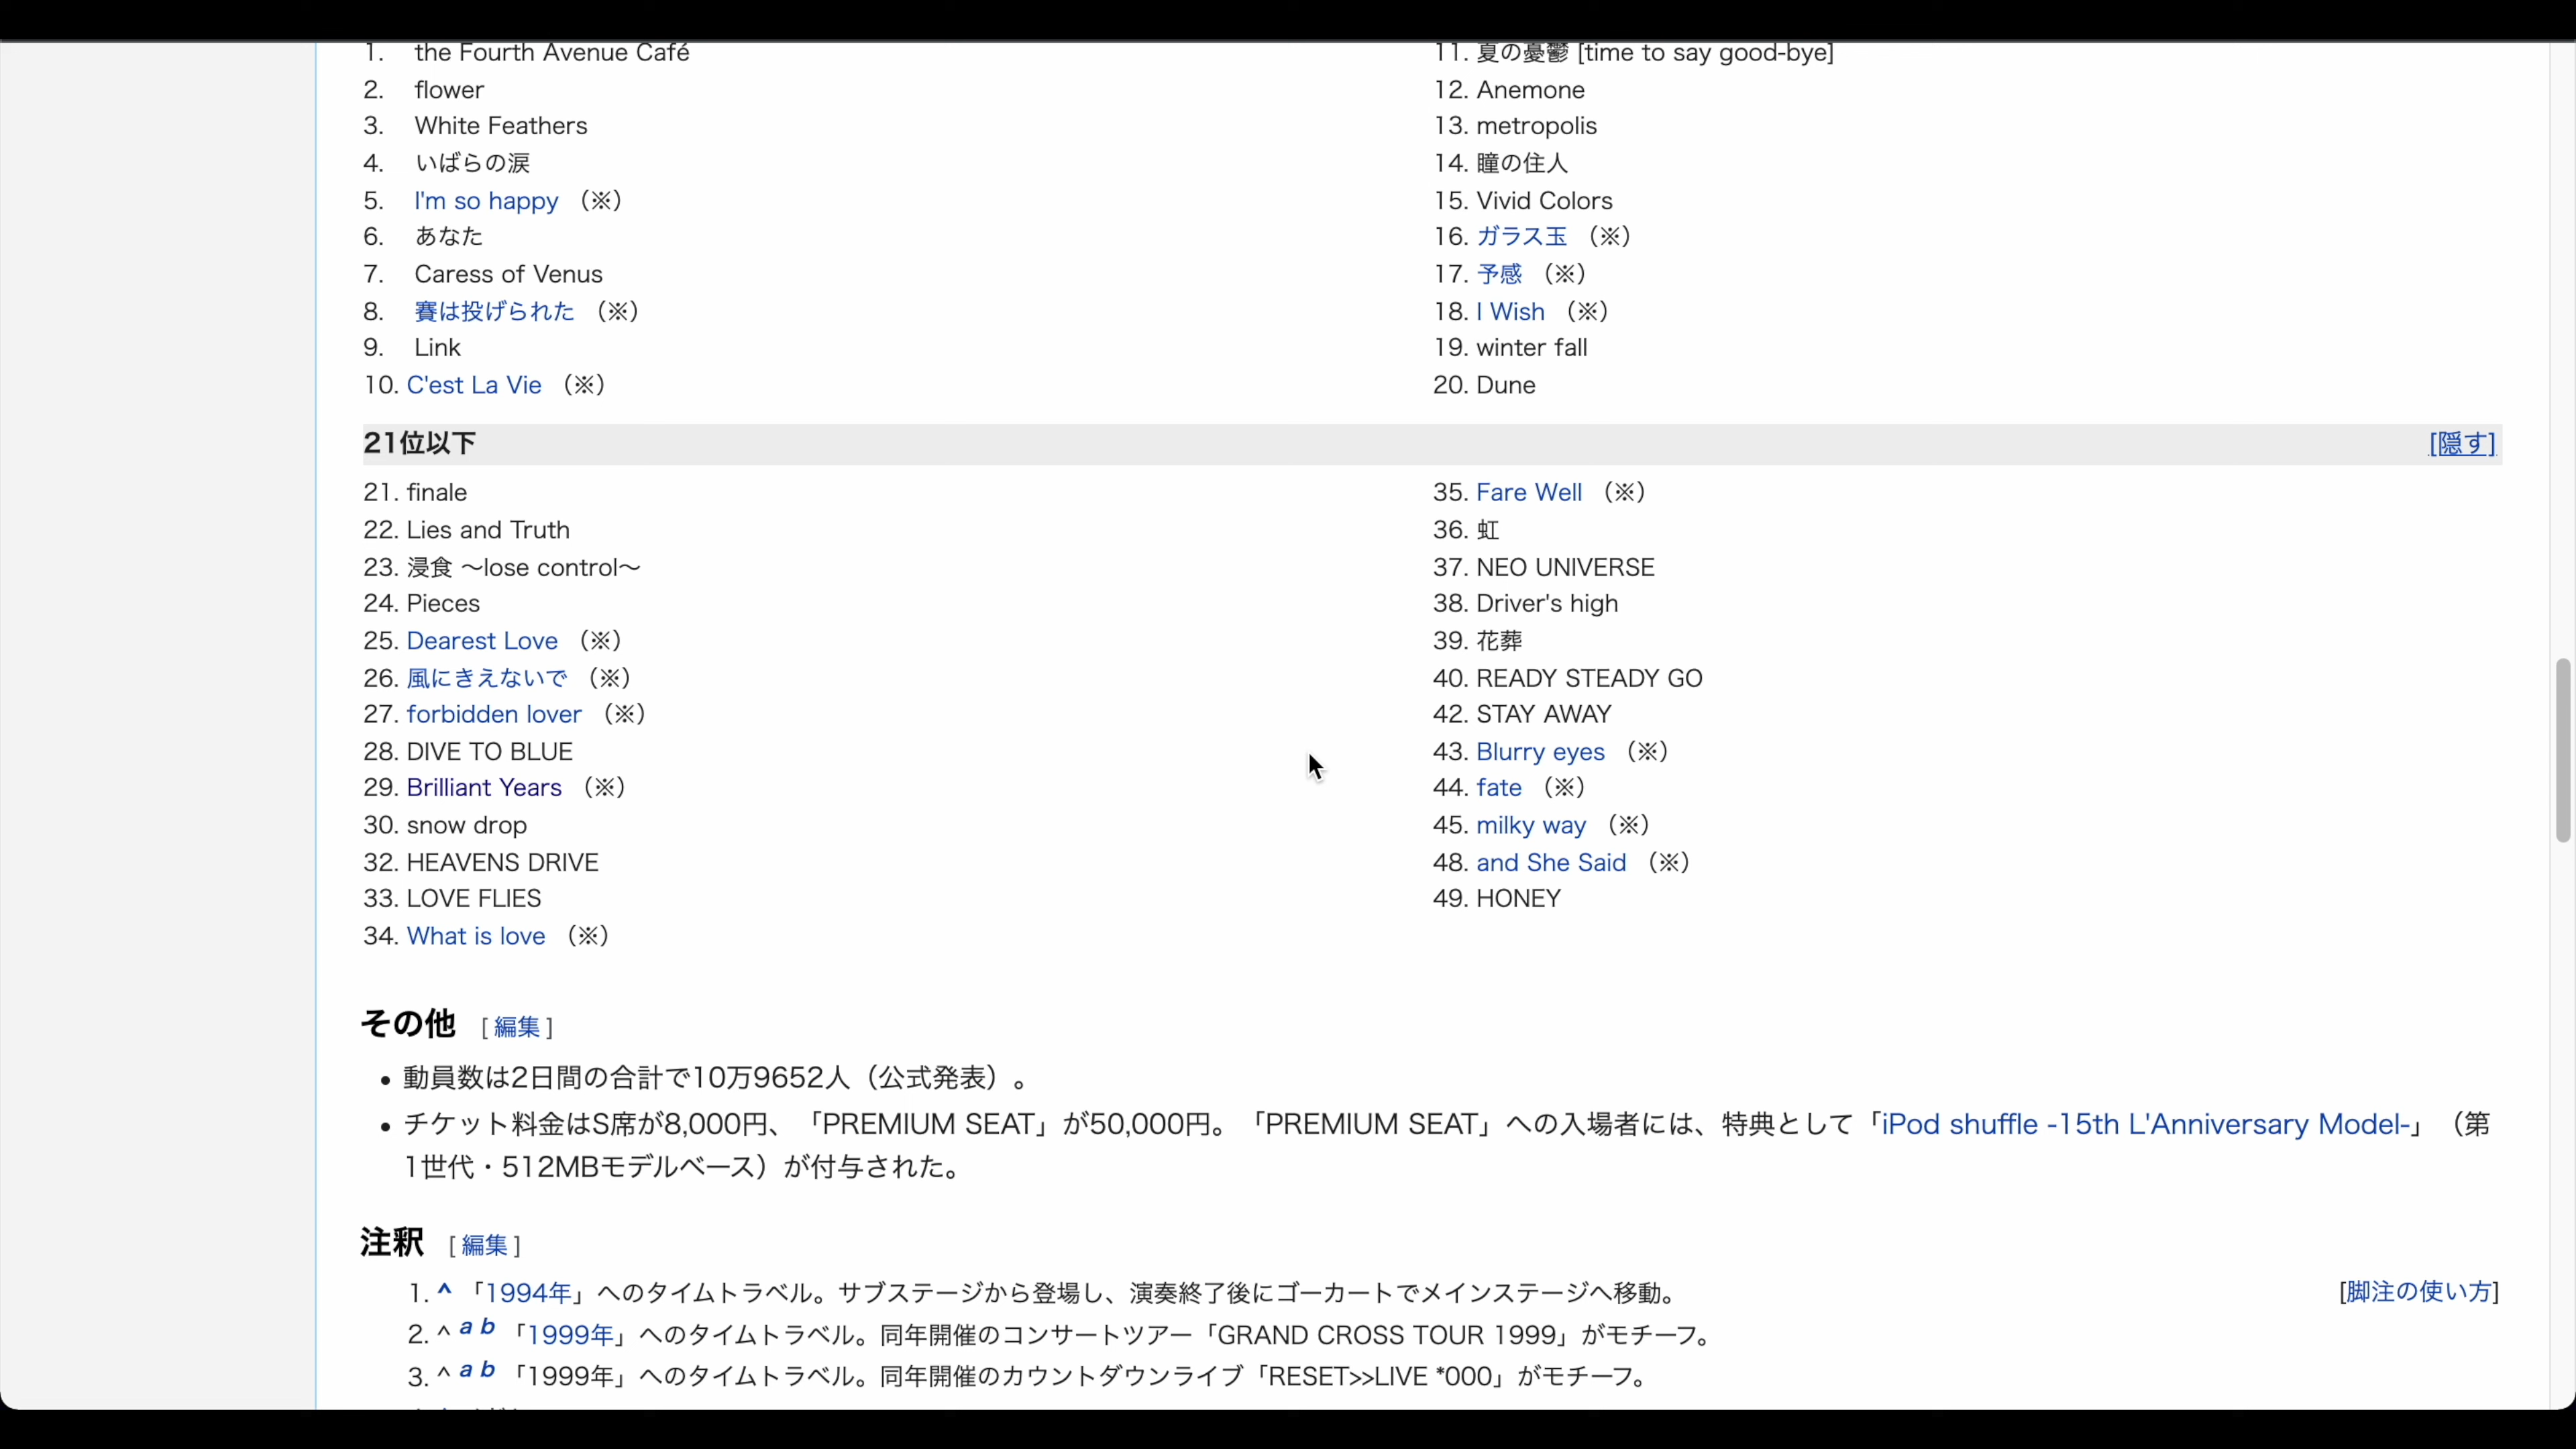 1. the Fourth Avenue Café
2. flower
3. White Feathers
4. いばらの涙
5. I'm so happy （※）
6. あなた
7. Caress of Venus
8. 賽は投げられた （※）
9. Link
10. C'est La Vie （※）
11. 夏の憂鬱 [time to say good-bye]
12. Anemone
13. metropolis
14. 瞳の住人
15. Vivid Colors
16. ガラス玉 （※）
17. 予感 （※）
18. I Wish （※）
19. winter fall
20. Dune
21位以下 [隠す]
21. finale
22. Lies and Truth
23. 浸食 〜lose control〜
24. Pieces
25. Dearest Love （※）
26. 風にきえないで （※）
27. forbidden lover （※）
28. DIVE TO BLUE
29. Brilliant Years （※）
30. snow drop
32. HEAVENS DRIVE
33. LOVE FLIES
34. What is love （※）
35. Fare Well （※）
36. 虹
37. NEO UNIVERSE
38. Driver's high
39. 花葬
40. READY STEADY GO
42. STAY AWAY
43. Blurry eyes （※）
44. fate （※）
45. milky way （※）
48. and She Said （※）
49. HONEY
その他 [編集]
• 動員数は2日間の合計で10万9652人（公式発表）。
• チケット料金はS席が8,000円、「PREMIUM SEAT」が50,000円。「PREMIUM SEAT」への入場者には、特典として「iPod shuffle -15th L'Anniversary Model-」（第
1世代・512MBモデルベース）が付与された。
注釈 [編集]
1. ^ 「1994年」へのタイムトラベル。サブステージから登場し、演奏終了後にゴーカートでメインステージへ移動。 [脚注の使い方]
2. ^ a b 「1999年」へのタイムトラベル。同年開催のコンサートツアー「GRAND CROSS TOUR 1999」がモチーフ。
3. ^ a b 「1999年」へのタイムトラベル。同年開催のカウントダウンライブ「RESET>>LIVE *000」がモチーフ。